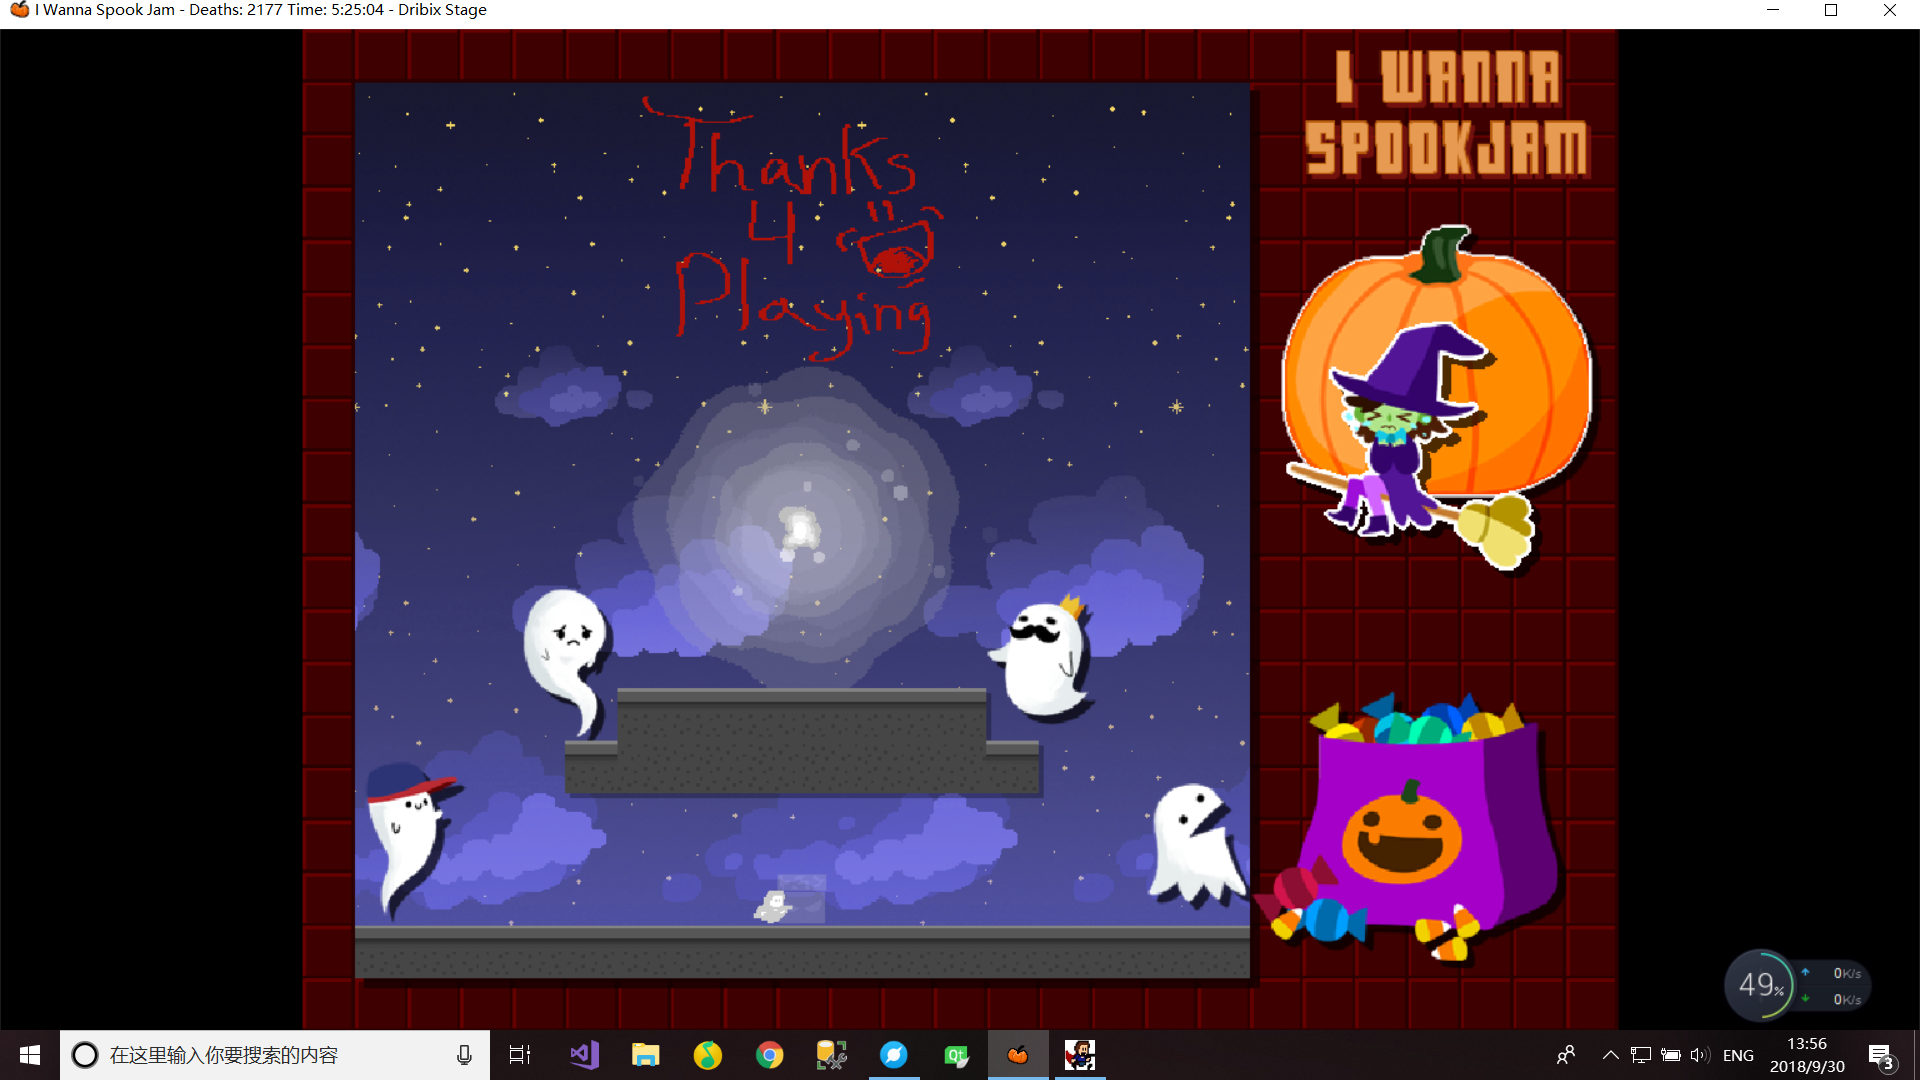 I Wanna Spook Jam - Deaths: 2177 Time: 5:25:04 - Dribix Stage
I WANNA
SPOOKJAM
Thanks
4
Playing
49%
0K/s
0K/s
在这里输入你要搜索的内容
Qt
ENG
13:56
2018/9/30
3